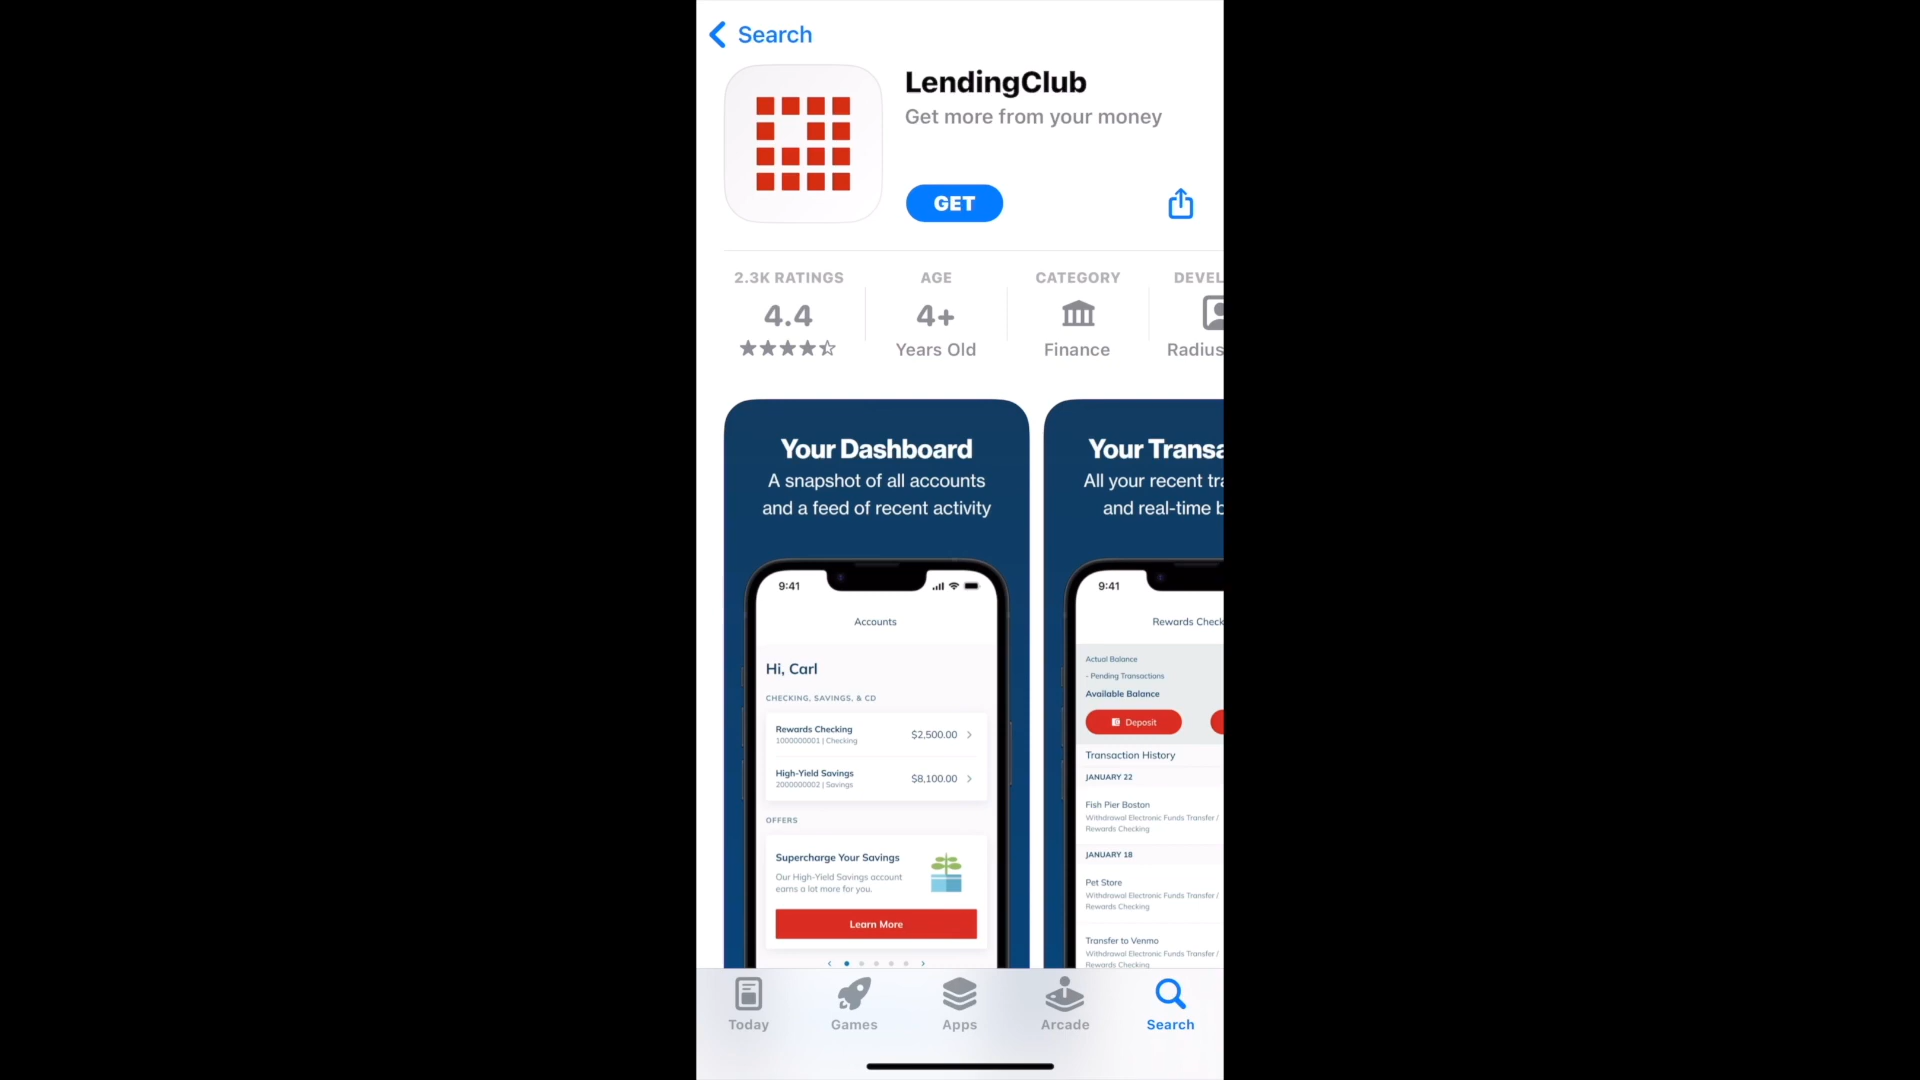 Search
LendingClub
Get more from your money
GET
2.3K RATINGS
4.4
AGE
4+
Years Old
CATEGORY
Finance
DEVEL
Radius
Your Dashboard
A snapshot of all accounts
and a feed of recent activity
9:41
Accounts
Hi, Carl
CHECKING, SAVINGS, & CD
Rewards Checking
1000000001 | Checking
$2,500.00
High-Yield Savings
2000000002 | Savings
$8,100.00
OFFERS
Supercharge Your Savings
Our High-Yield Savings account
earns a lot more for you.
Learn More
Your Transa
All your recent tra
and real-time b
9:41
Rewards Check
Actual Balance
- Pending Transactions
Available Balance
Deposit
Transaction History
JANUARY 22
Fish Pier Boston
Withdrawal Electronic Funds Transfer /
Rewards Checking
JANUARY 18
Pet Store
Withdrawal Electronic Funds Transfer /
Rewards Checking
Transfer to Venmo
Withdrawal Electronic Funds Transfer /
Rewards Checking
Today
Games
Apps
Arcade
Search